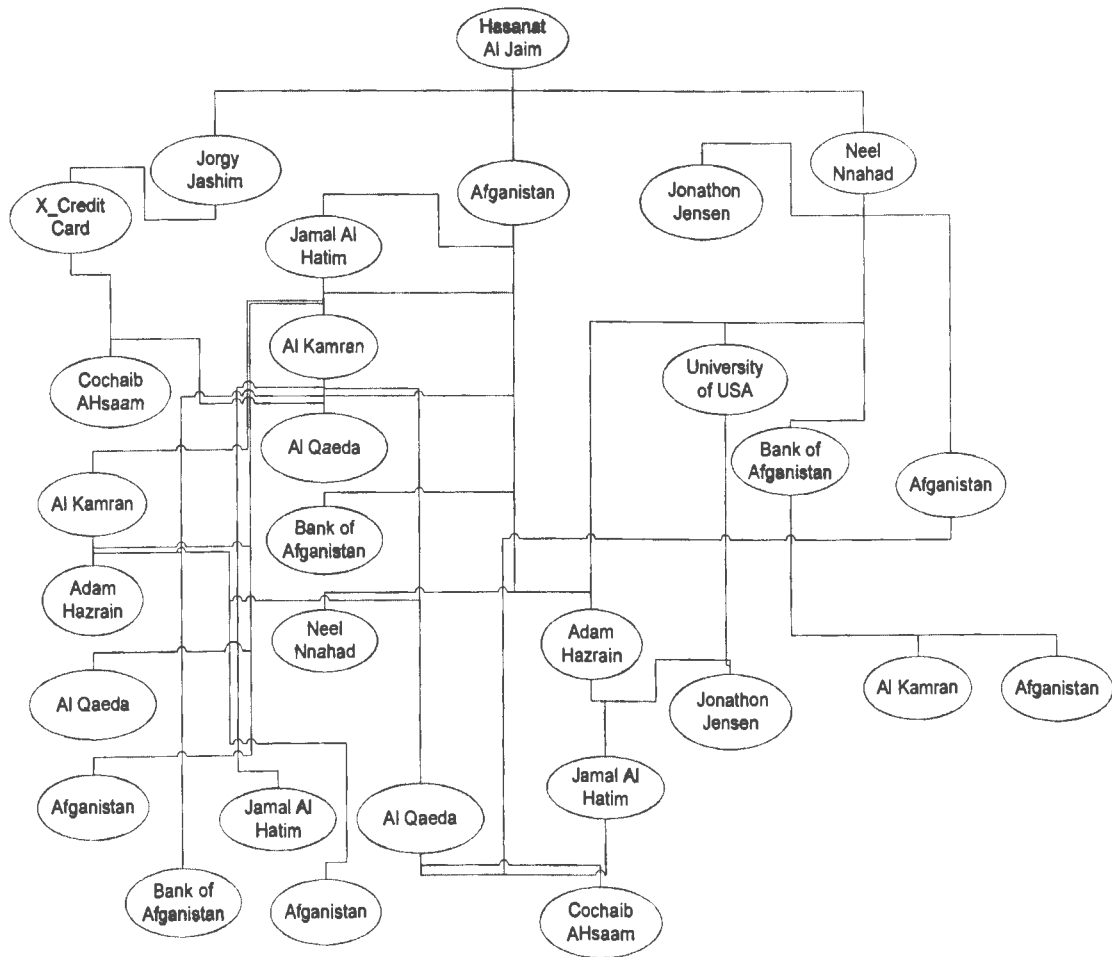 Hasanat
Al Jaim
Jorgy
Jashim
Afganistan
Jonathon
Jensen
Neel
Nnahad
X_Credit
Card
Jamal Al
Hatim
Al Kamran
Cochaib
AHsaam
University
of USA
Al Qaeda
Bank of
Afganistan
Afganistan
Al Kamran
Bank of
Afganistan
Adam
Hazrain
Neel
Nnahad
Adam
Hazrain
Al Qaeda
Jonathon
Jensen
Al Kamran
Afganistan
Afganistan
Jamal Al
Hatim
Al Qaeda
Jamal Al
Hatim
Bank of
Afganistan
Afganistan
Cochaib
AHsaam